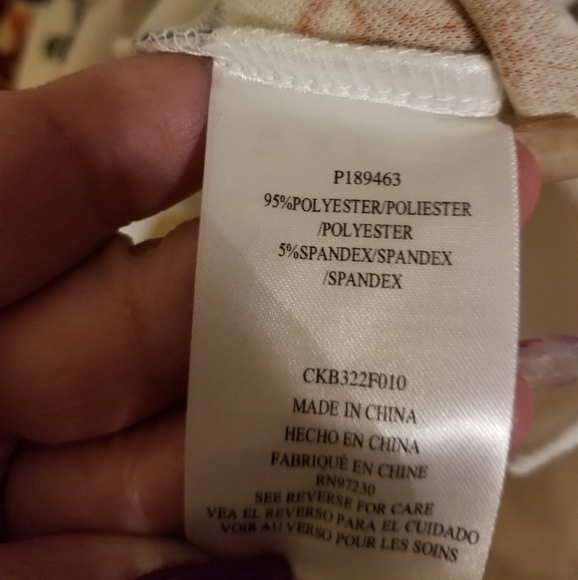 P189463
95%POLYESTER/POLIESTER
/POLYESTER
5%SPANDEX/SPANDEX
/SPANDEX
CKB322F010
MADE IN CHINA
HECHO EN CHINA
FABRIQUÉ EN CHINE
RN97230
SEE REVERSE FOR CARE
VEA EL REVERSO PARA EL CUIDADO
VOIR AU VERSO POUR LES SOINS